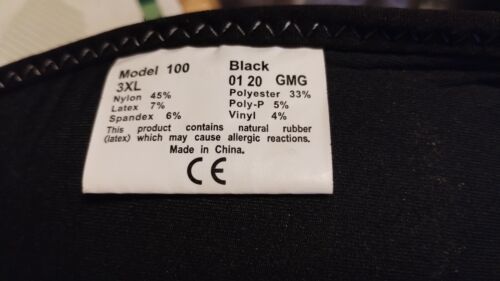 Model 100 Black
3XL 01 20 GMG
Nylon 45% Polyester 33%
Latex 7% Poly-P 5%
Spandex 6% Vinyl 4%
This product contains natural rubber
(latex) which may cause allergic reactions.
Made in China.
CE